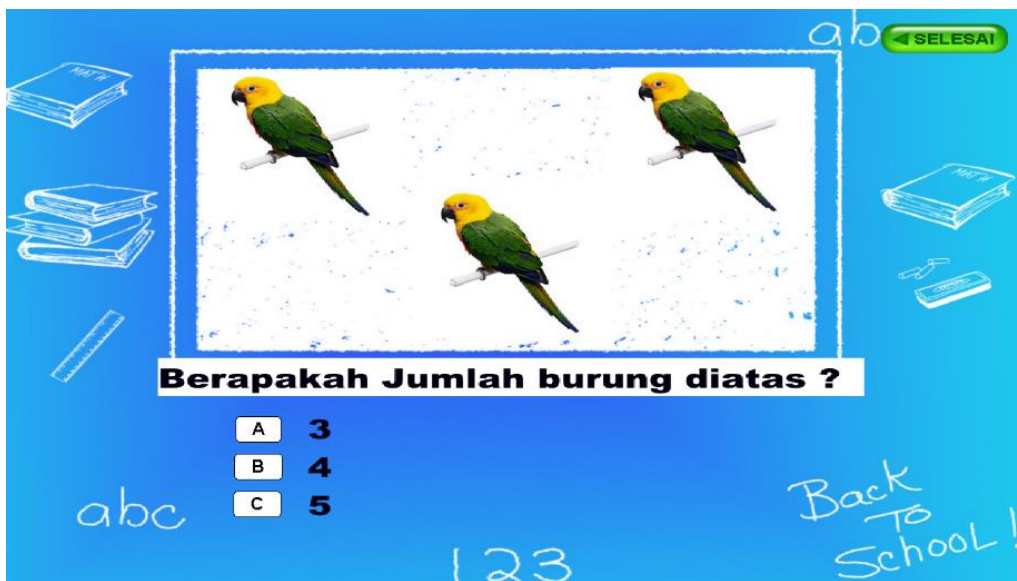 ab
SELESAI
MATH
MATH
Berapakah Jumlah burung diatas ?
A 3
B 4
C 5
abc
123
Back
To
School!